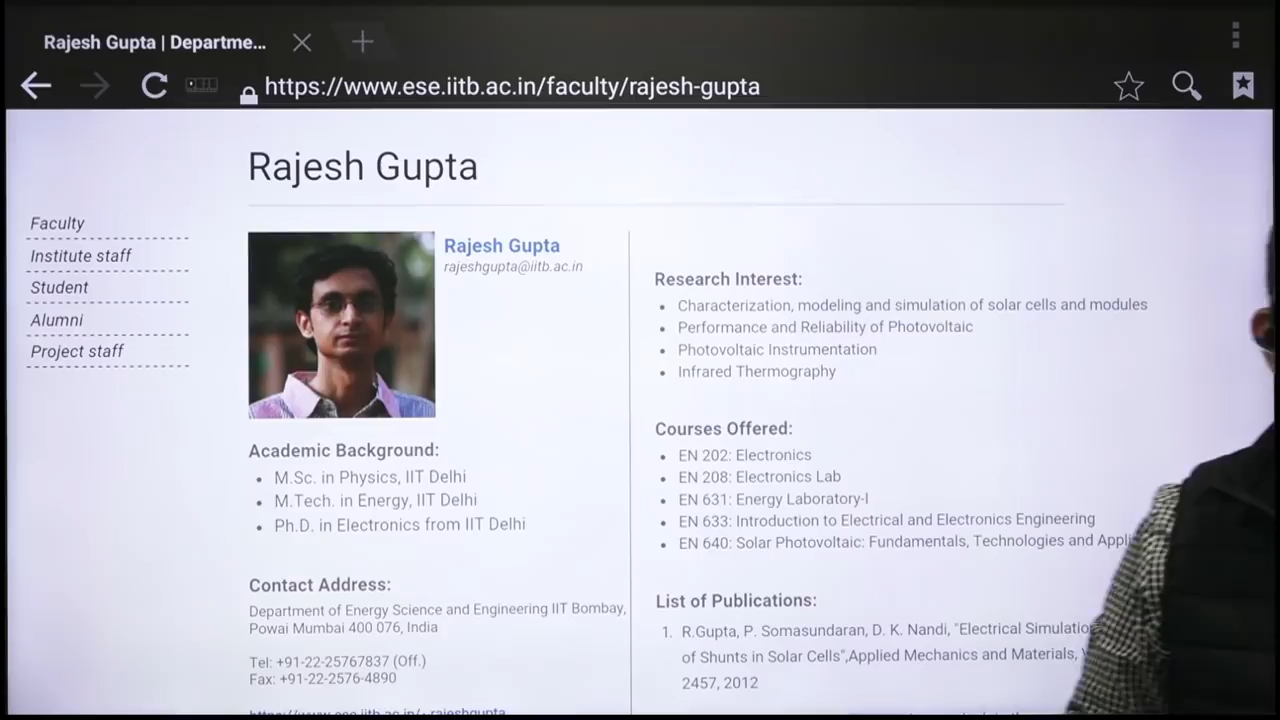 Rajesh Gupta | Departme...
https://www.ese.iitb.ac.in/faculty/rajesh-gupta
Rajesh Gupta
Faculty
Institute staff
Student
Alumni
Project staff
Rajesh Gupta
rajeshgupta@iitb.ac.in
Academic Background:
• M.Sc. in Physics, IIT Delhi
• M.Tech. in Energy, IIT Delhi
• Ph.D. in Electronics from IIT Delhi
Contact Address:
Department of Energy Science and Engineering IIT Bombay,
Powai Mumbai 400 076, India
Tel: +91-22-25767837 (Off.)
Fax: +91-22-2576-4890
Research Interest:
• Characterization, modeling and simulation of solar cells and modules
• Performance and Reliability of Photovoltaic
• Photovoltaic Instrumentation
• Infrared Thermography
Courses Offered:
• EN 202: Electronics
• EN 208: Electronics Lab
• EN 631: Energy Laboratory-I
• EN 633: Introduction to Electrical and Electronics Engineering
• EN 640: Solar Photovoltaic: Fundamentals, Technologies and
List of Publications:
1. R.Gupta, P. Somasundaran, D. K. Nandi, "Electrical
of Shunts in Solar Cells",Applied Mechanics and Materials,
2457, 2012